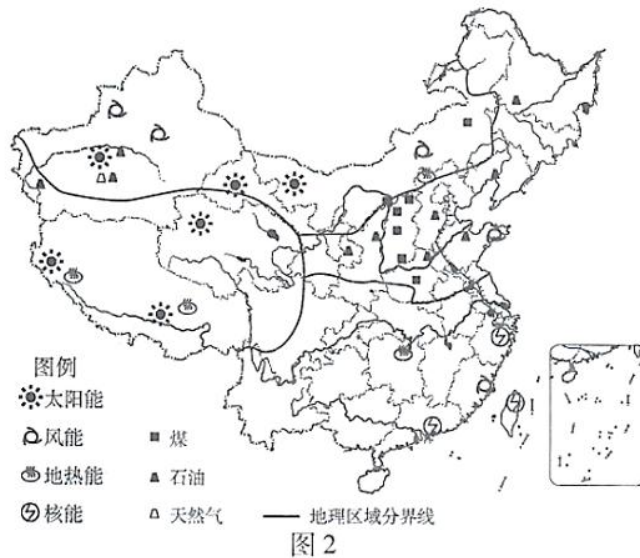 图例
太阳能
风能 煤
地热能 石油
核能 天然气 地理区域分界线
图2